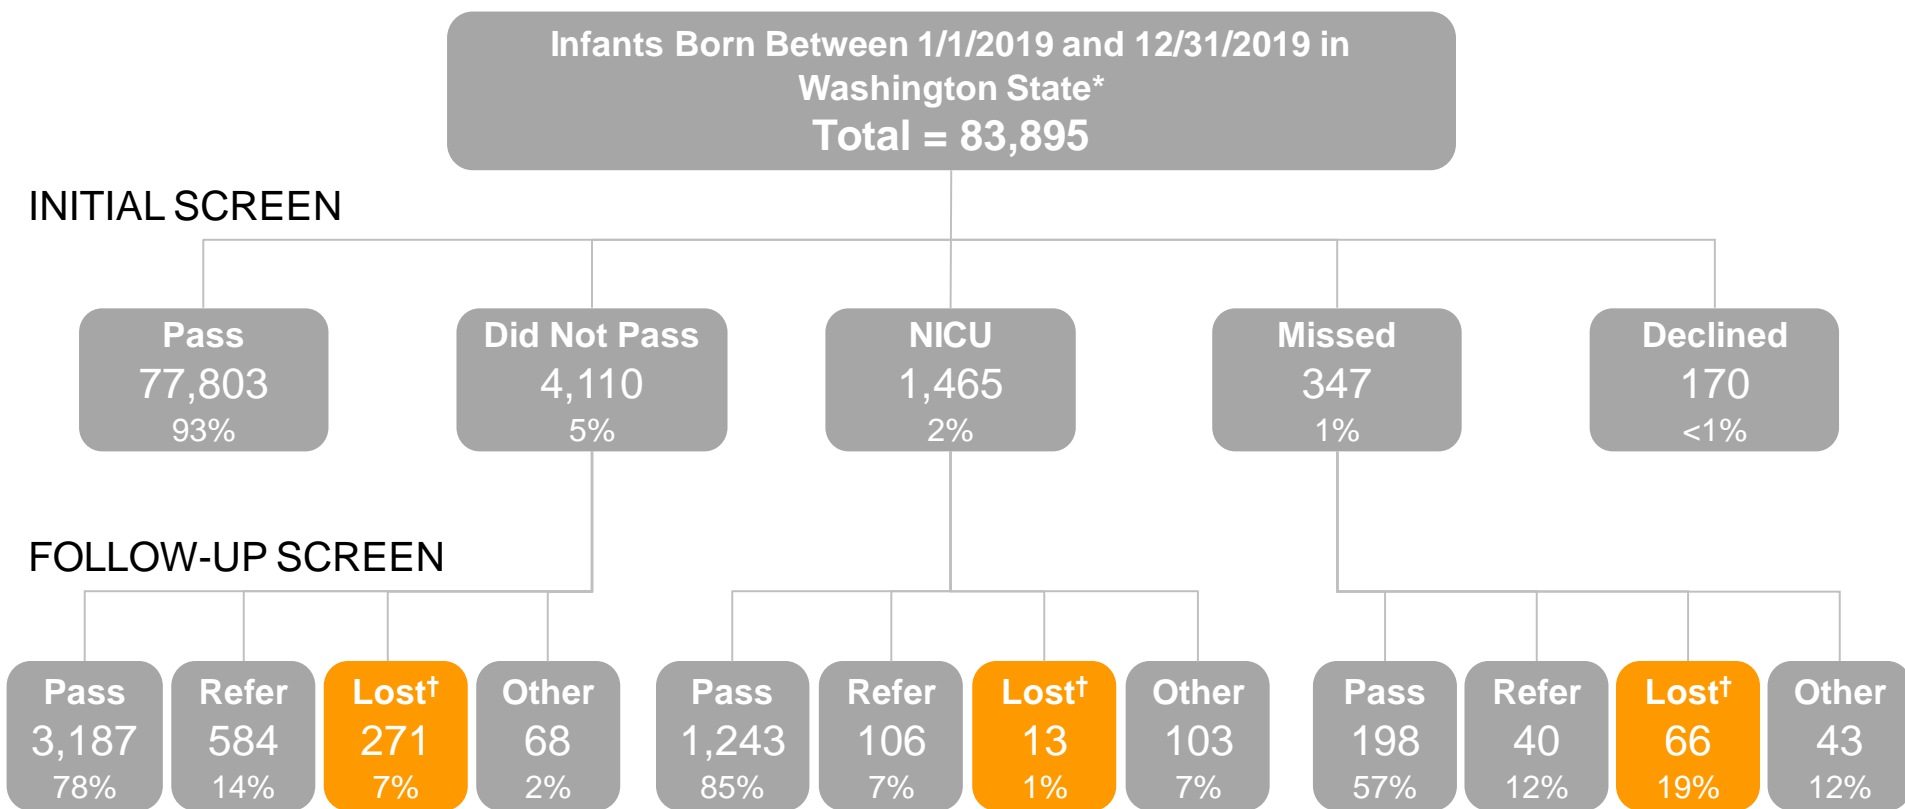 Infants Born Between 1/1/2019 and 12/31/2019 in
Washington State*
Total = 83,895
INITIAL SCREEN
Pass
77,803
93%
Did Not Pass
4,110
5%
NICU
1,465
2%
Missed
347
1%
Declined
170
<1%
FOLLOW-UP SCREEN
Pass
3,187
78%
Refer
584
14%
Lost†
271
7%
Other
68
2%
Pass
1,243
85%
Refer
106
7%
Lost†
13
1%
Other
103
7%
Pass
198
57%
Refer
40
12%
Lost†
66
19%
Other
43
12%